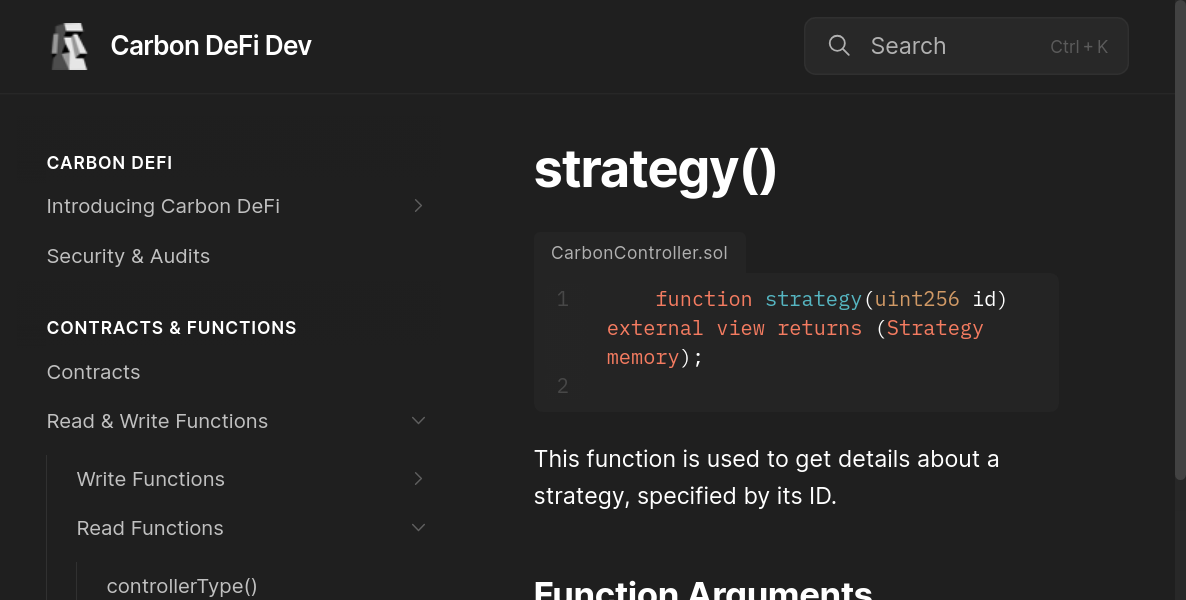 Carbon DeFi Dev
Search
Ctrl + K
CARBON DEFI
Introducing Carbon DeFi
Security & Audits
CONTRACTS & FUNCTIONS
Contracts
Read & Write Functions
Write Functions
Read Functions
controllerType()
strategy()
CarbonController.sol
1 function strategy(uint256 id)
external view returns (Strategy
memory);
2
This function is used to get details about a
strategy, specified by its ID.
Function Arguments